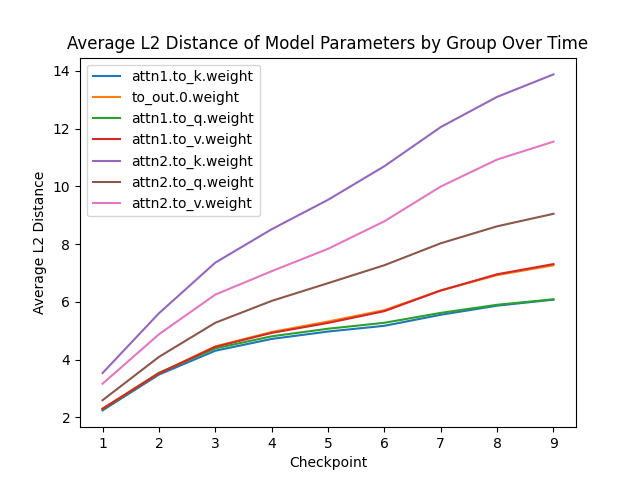 Average L2 Distance of Model Parameters by Group Over Time
attn1.to_k.weight
to_out.0.weight
attn1.to_q.weight
attn1.to_v.weight
attn2.to_k.weight
attn2.to_q.weight
attn2.to_v.weight
Average L2 Distance
14
12
10
8
6
4
2
1 2 3 4 5 6 7 8 9
Checkpoint